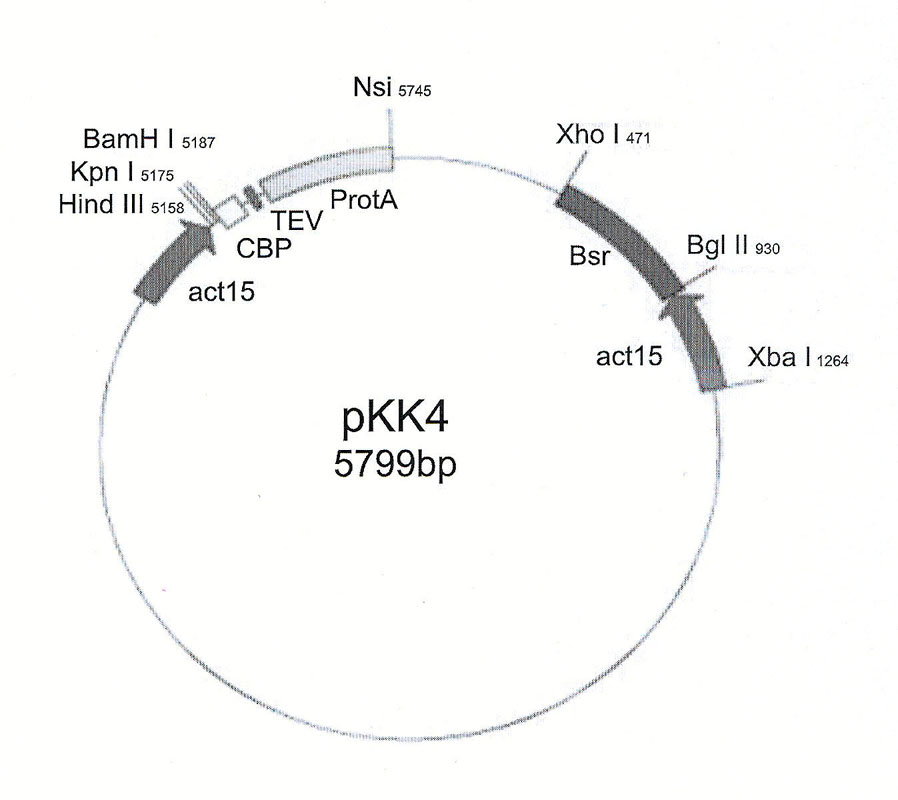 Nsi 5745
Xho I 471
BamH I 5187
Kpn I 5175
Hind III 5158
ProtA
TEV
CBP
Bsr
Bgl II 930
act15
act15
Xba I 1264
pKK4
5799bp